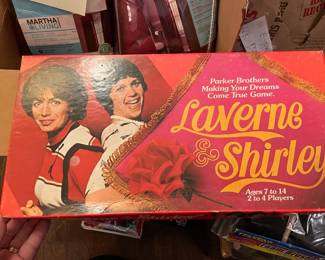 MARTHA
LIVING
Parker Brothers
Making Your Dreams
Come True Game.
Laverne
& Shirley
Ages 7 to 14
2 to 4 Players